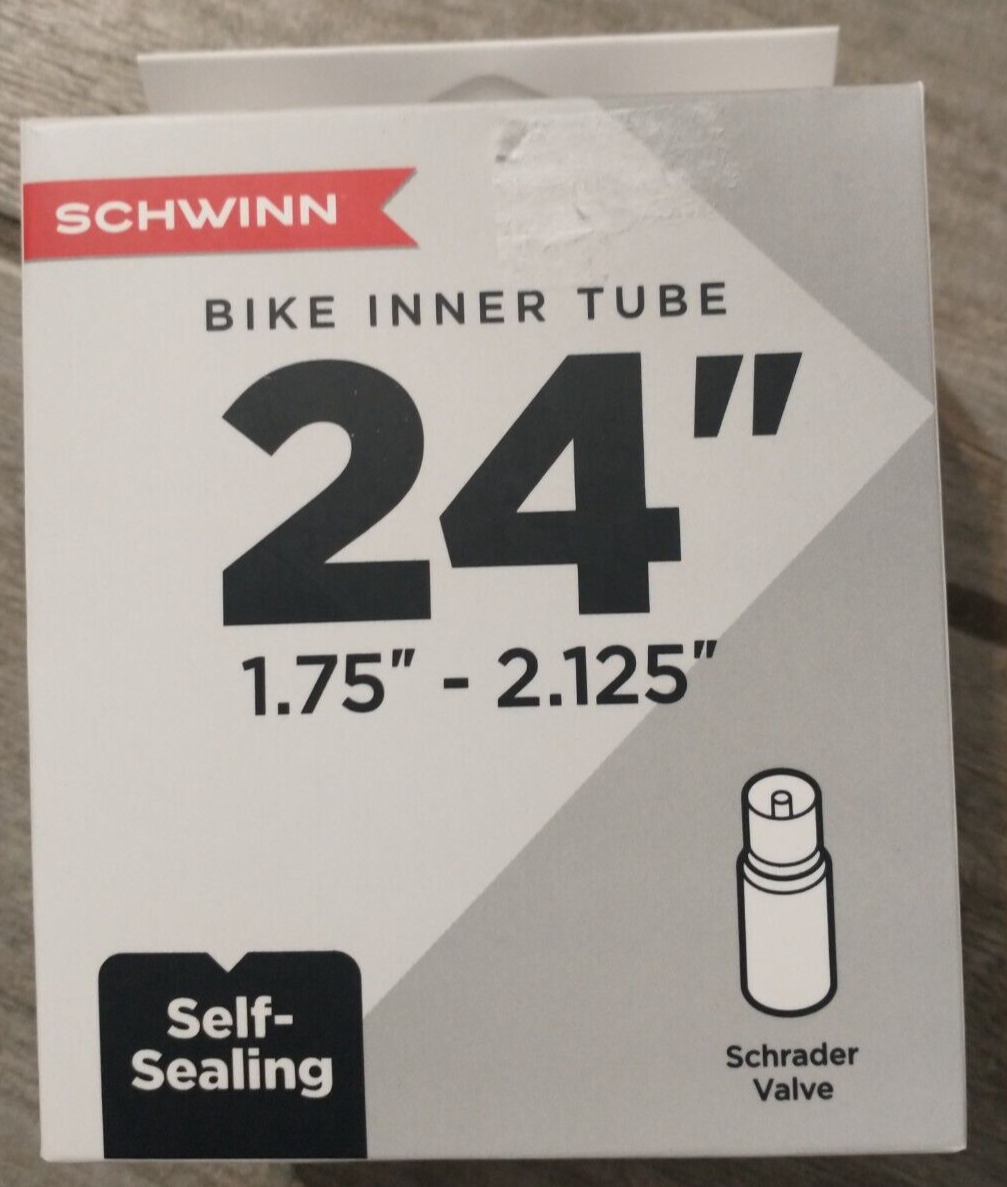 SCHWINN
BIKE INNER TUBE
24"
1.75" - 2.125"
Self-
Sealing
Schrader
Valve